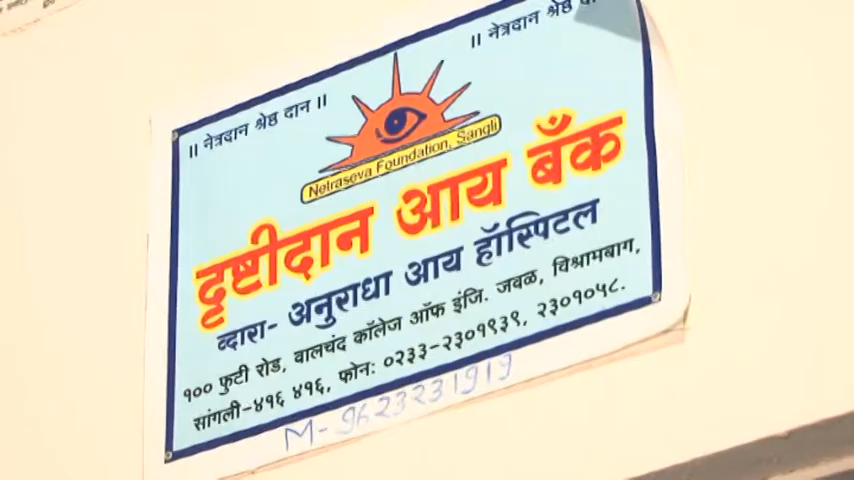 ॥ नेत्रदान श्रेष्ठ दान ॥
॥ नेत्रदान श्रेष्ठ
Netraseva Foundation, Sangli
दृष्टीदान आय बँक
व्दारा- अनुराधा आय हॉस्पिटल
१०० फुटी रोड, वालचंद कॉलेज ऑफ इंजि. जवळ, विश्रामबाग,
सांगली-४१६ ४१६, फोन: ०२३३-२३०१९३९, २३०१०५८.
M-9623231919